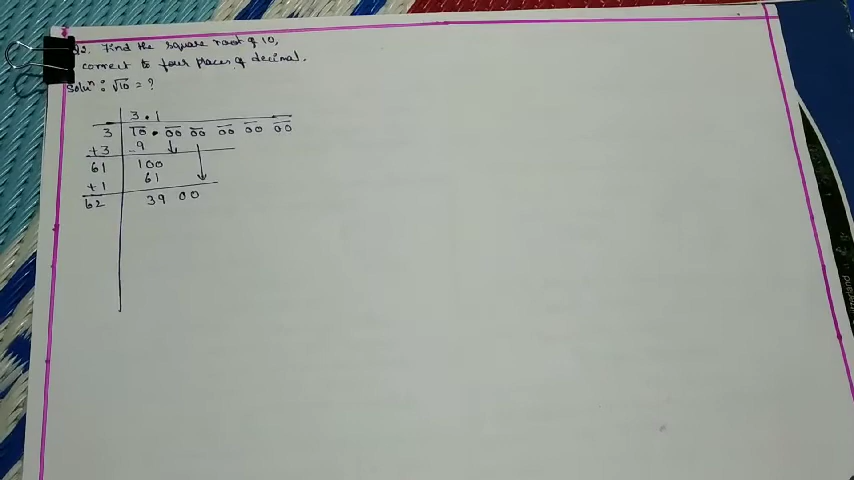 Q2. Find the square root of 10,
correct to four places of decimal.
Solⁿ: √10 = ?
3.1
3 10.00 00 00 00 00
+3 -9
61 100
+1 61
62 39 00